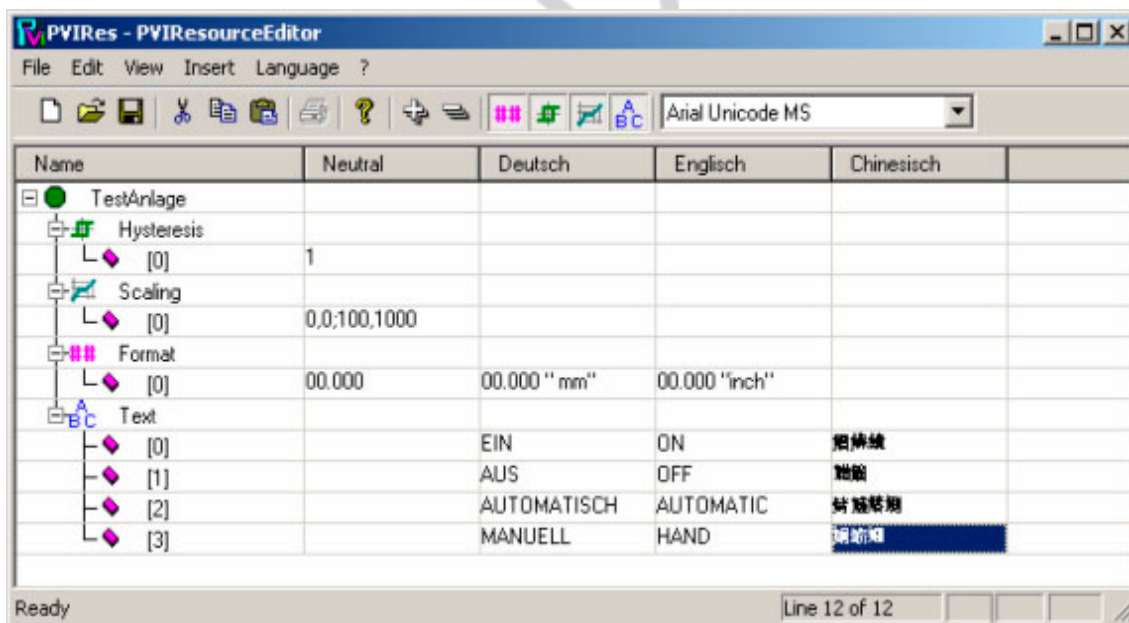 PVIRes - PVIResourceEditor
File Edit View Insert Language ?
## ABC Arial Unicode MS
Name Neutral Deutsch Englisch Chinesisch
TestAnlage
Hysteresis
[0] 1
Scaling
[0] 0,0;100,1000
## Format
[0] 00.000 00.000 " mm" 00.000 "inch"
ABC Text
[0] EIN ON
[1] AUS OFF
[2] AUTOMATISCH AUTOMATIC
[3] MANUELL HAND
Ready Line 12 of 12